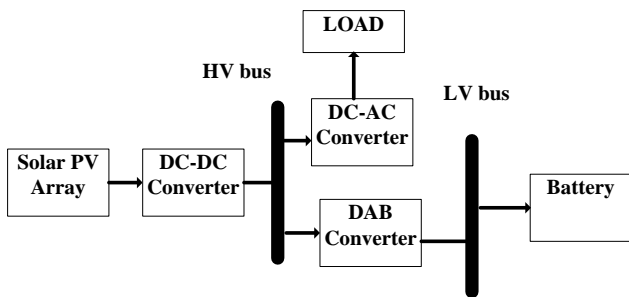 LOAD
HV bus
LV bus
DC-AC
Converter
Solar PV
Array
DC-DC
Converter
DAB
Converter
Battery